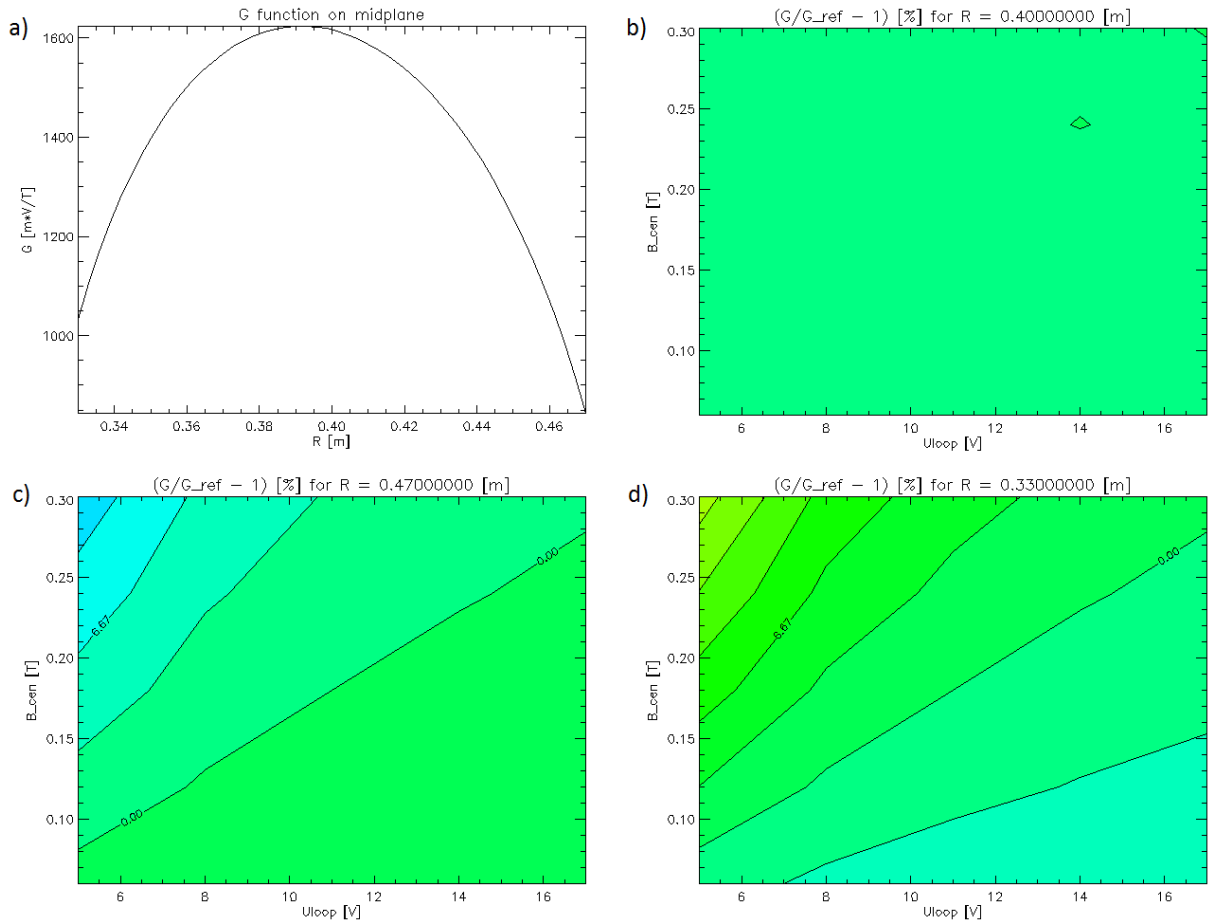 a)
G function on midplane
1600
1400
1200
1000
G [m*V/T]
0.34 0.36 0.38 0.40 0.42 0.44 0.46
R [m]
b)
(G/G_ref – 1) [%] for R = 0.40000000 [m]
0.30
0.25
0.20
0.15
0.10
B_cen [T]
6 8 10 12 14 16
Uloop [V]
c)
(G/G_ref – 1) [%] for R = 0.47000000 [m]
0.30
0.25
0.20
0.15
0.10
B_cen [T]
6.67
0.00
0.00
6 8 10 12 14 16
Uloop [V]
d)
(G/G_ref – 1) [%] for R = 0.33000000 [m]
0.30
0.25
0.20
0.15
0.10
B_cen [T]
6.67
0.00
6 8 10 12 14 16
Uloop [V]